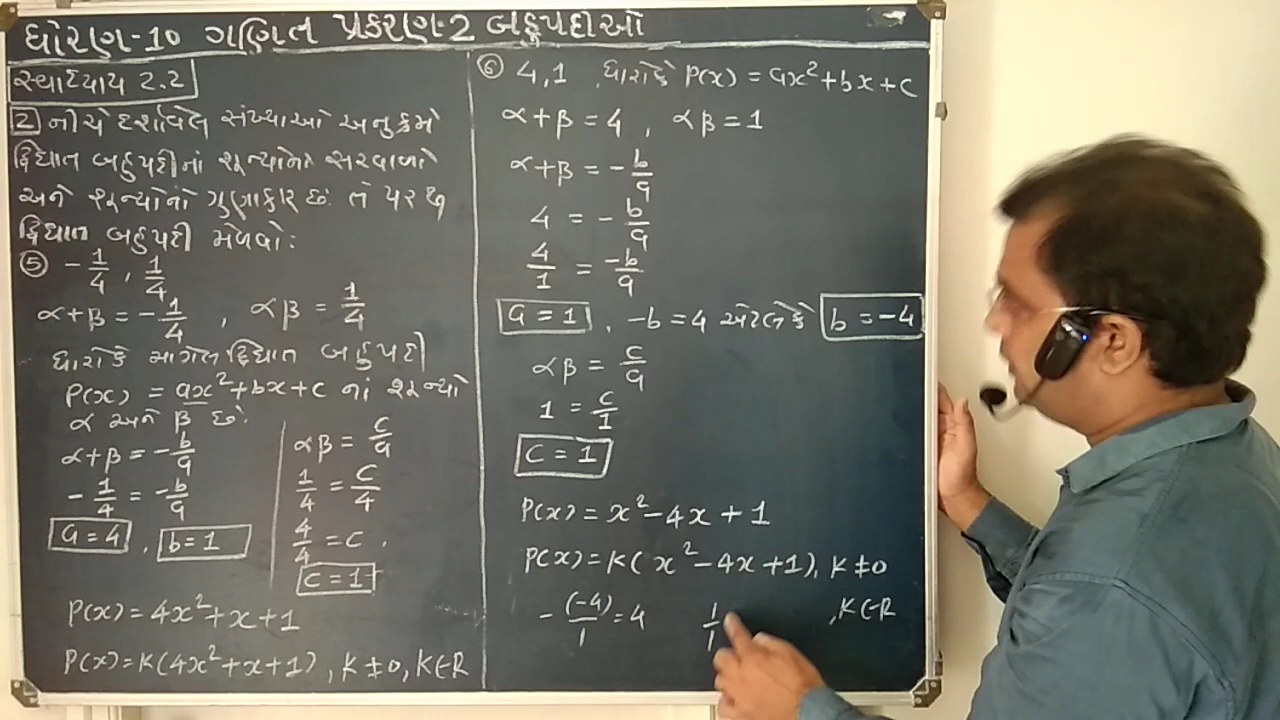 ધોરણ-10 ગણિત પ્રકરણ-2 બહુપદીઓ
સ્વાધ્યાય 2.2
2 નીચે દર્શાવેલ સંખ્યાઓ અનુક્રમે
દ્વિઘાત બહુપદીનાં શૂન્યોનો સરવાળો
અને શૂન્યોનો ગુણાકાર છે. તે પરથી
દ્વિઘાત બહુપદી મેળવો:
⑤ -1/4, 1/4
α+β = -1/4 , αβ = 1/4
ધારોકે માગેલ દ્વિઘાત બહુપદી
P(x) = ax²+bx+c નાં શૂન્યો
α અને β છે.
α+β = -b/a
-1/4 = -b/a
a=4 , b=1
αβ = c/a
1/4 = c/4
4/4 = c .
c=1
P(x) = 4x²+x+1
P(x) = K(4x²+x+1) , K≠0, K∈R
⑥ 4,1 , ધારોકે P(x) = ax²+bx+c
α+β = 4 , αβ = 1
α+β = -b/a
4 = -b/a
4/1 = -b/a
a=1 , -b=4 એટલેકે b=-4
αβ = c/a
1 = c/1
c=1
P(x) = x²-4x+1
P(x) = K(x²-4x+1), K≠0
-(-4)/1 = 4 1/1 , K∈R